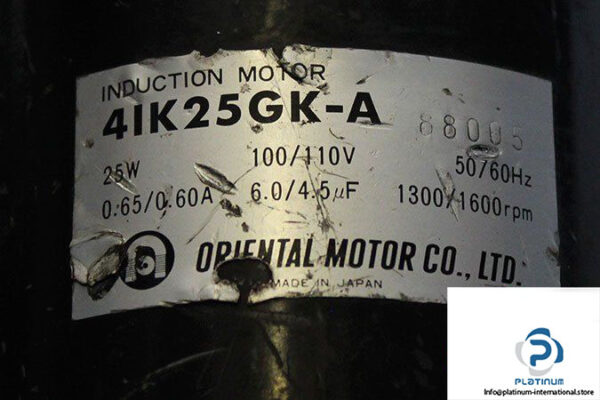 INDUCTION MOTOR
4IK25GK-A 88005
25W 100/110V 50/60Hz
0.65/0.60A 6.0/4.5µF 1300/1600rpm
ORIENTAL MOTOR CO., LTD.
MADE IN JAPAN
PLATINUM
Info@platinum-international.store